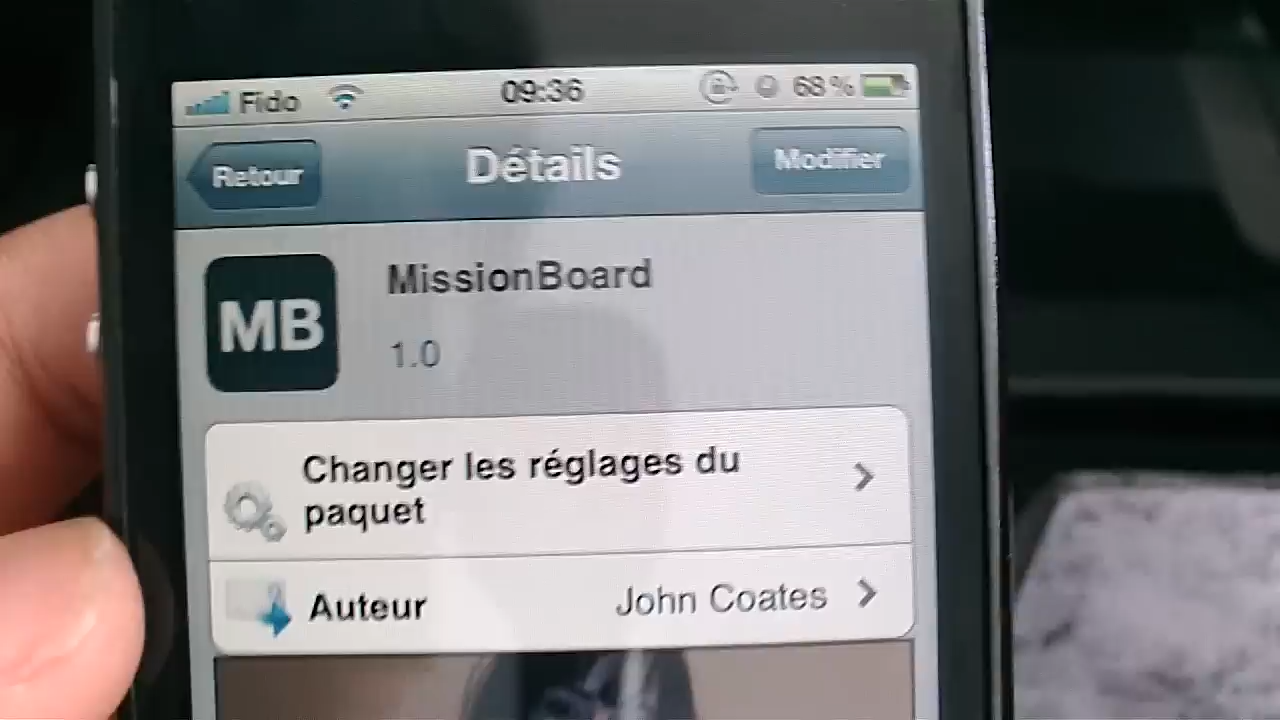 Fido 09:36 68%
Retour Détails Modifier
MB
MissionBoard
1.0
Changer les réglages du
paquet
Auteur John Coates